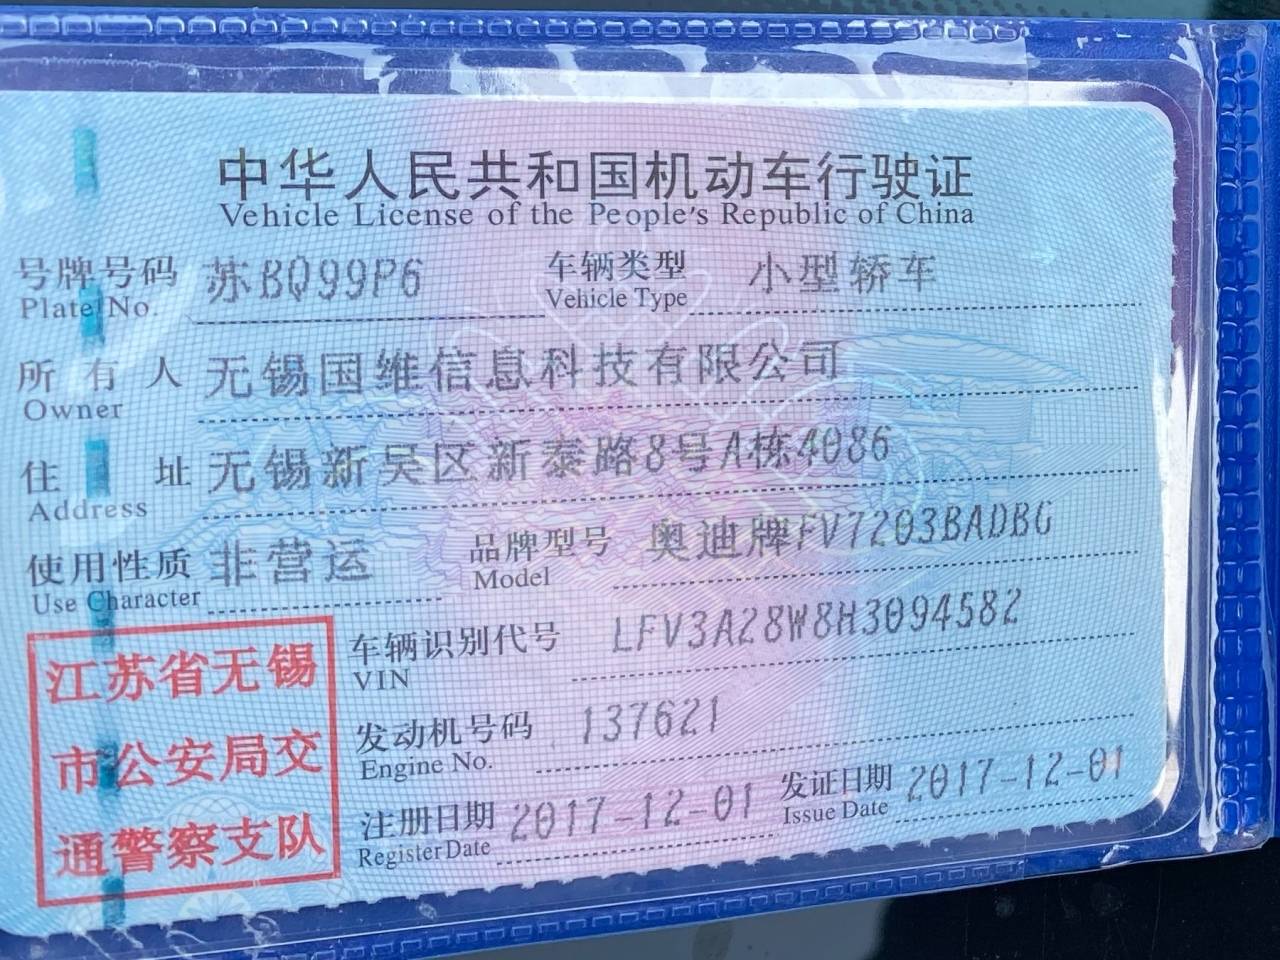 中华人民共和国机动车行驶证
Vehicle License of the People's Republic of China
号牌号码 苏BQ99P6 车辆类型 小型轿车
Plate No. Vehicle Type
所有人 无锡国维信息科技有限公司
Owner
住址 无锡新吴区新泰路8号A栋4086
Address
使用性质 非营运 品牌型号 奥迪牌FV7203BADBG
Use Character Model
车辆识别代号 LFV3A28W8H3094582
VIN
发动机号码 137621
Engine No.
注册日期 2017-12-01 发证日期 2017-12-01
Register Date Issue Date
江苏省无锡
市公安局交
通警察支队